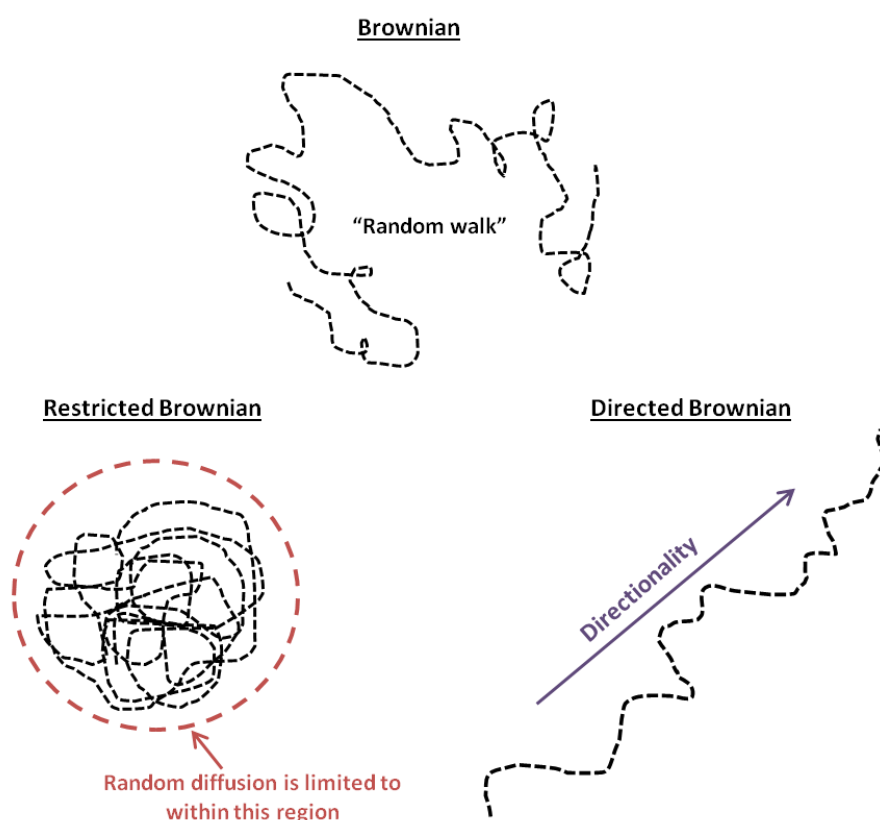 Brownian
“Random walk”
Restricted Brownian
Directed Brownian
Directionality
Random diffusion is limited to
within this region